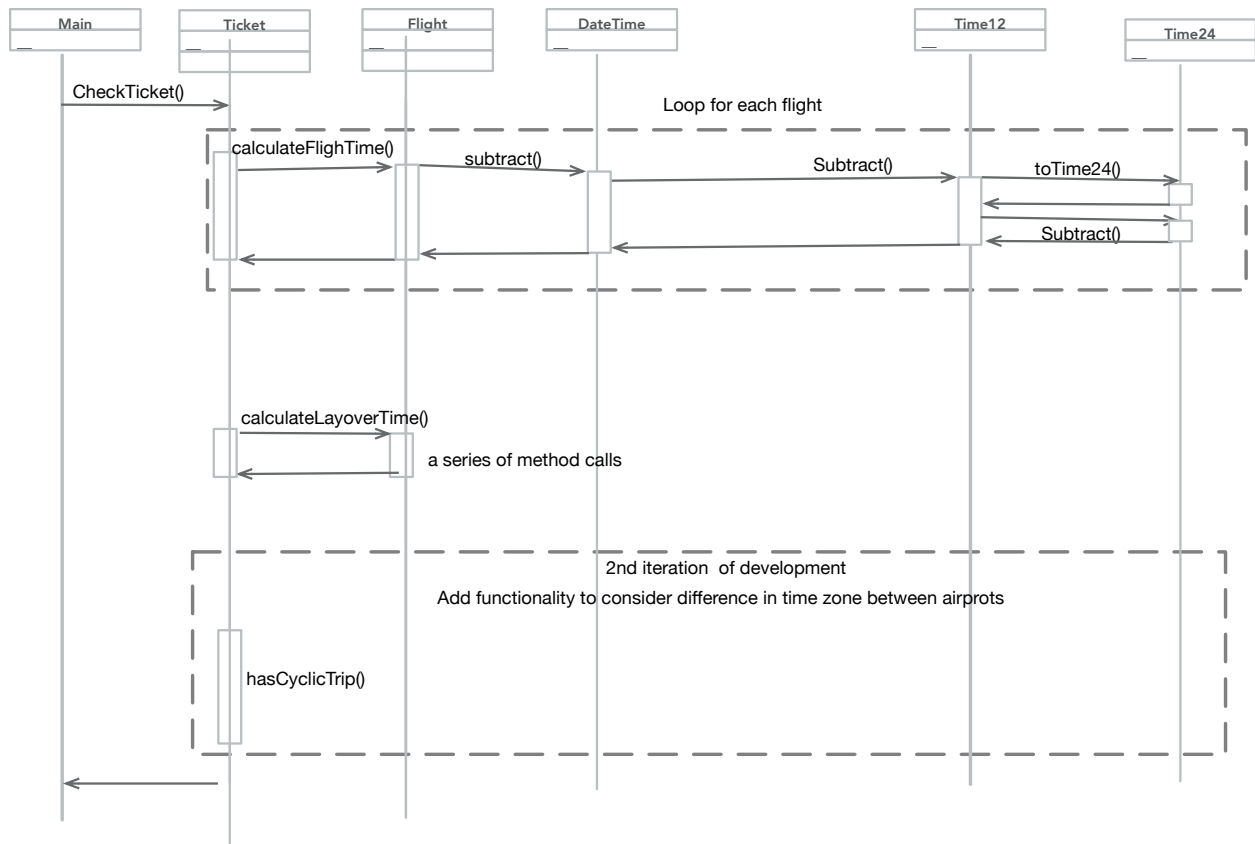 Main
Ticket
Flight
DateTime
Time12
Time24
CheckTicket()
Loop for each flight
calculateFlighTime()
subtract()
Subtract()
toTime24()
Subtract()
calculateLayoverTime()
a series of method calls
2nd iteration of development
Add functionality to consider difference in time zone between airprots
hasCyclicTrip()